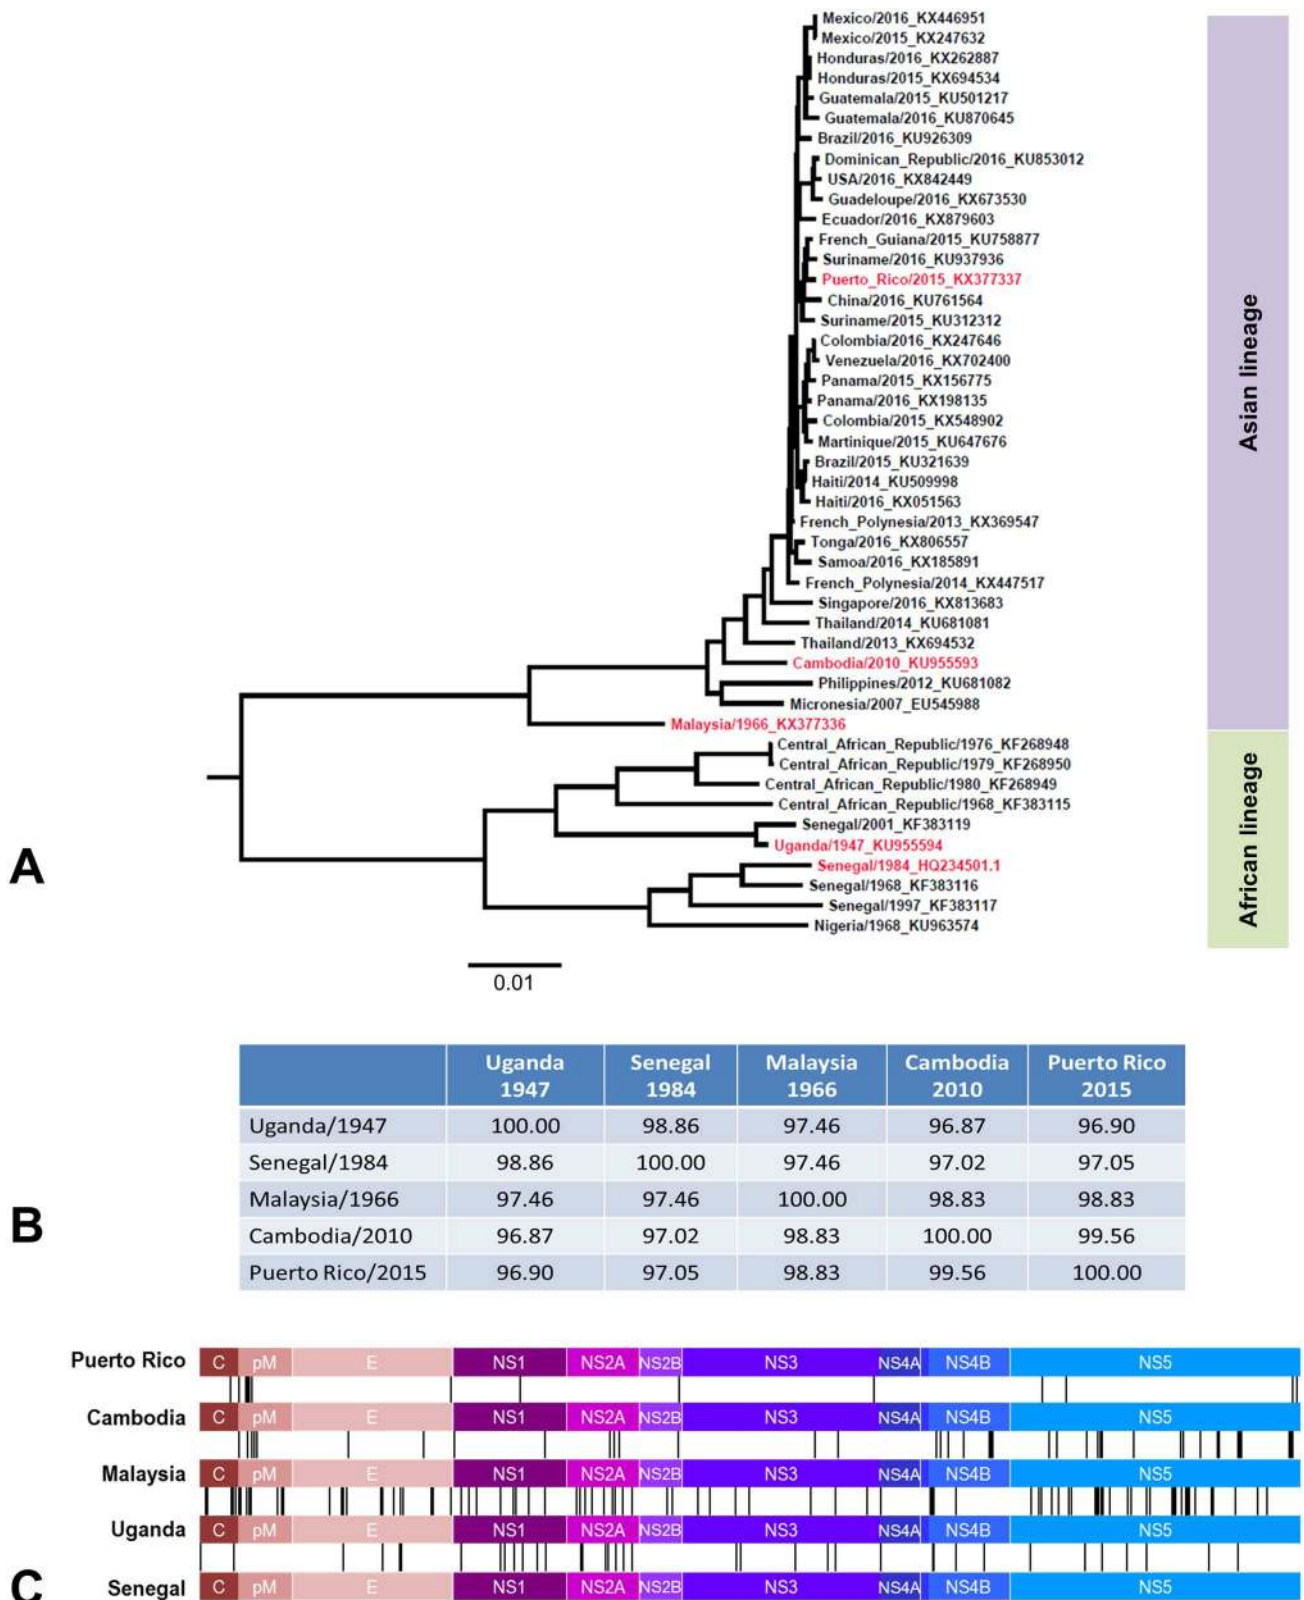 Mexico/2016_KX446951
Mexico/2015_KX247632
Honduras/2016_KX262887
Honduras/2015_KX694534
Guatemala/2015_KU501217
Guatemala/2016_KU870645
Brazil/2016_KU926309
Dominican_Republic/2016_KU853012
USA/2016_KX842449
Guadeloupe/2016_KX673530
Ecuador/2016_KX879603
French_Guiana/2015_KU758877
Suriname/2016_KU937936
Puerto_Rico/2015_KX377337
China/2016_KU761564
Suriname/2015_KU312312
Colombia/2016_KX247646
Venezuela/2016_KX702400
Panama/2015_KX156775
Panama/2016_KX198135
Colombia/2015_KX548902
Martinique/2015_KU647676
Brazil/2015_KU321639
Haiti/2014_KU509998
Haiti/2016_KX051563
French_Polynesia/2013_KX369547
Tonga/2016_KX806557
Samoa/2016_KX185891
French_Polynesia/2014_KX447517
Singapore/2016_KX813683
Thailand/2014_KU681081
Thailand/2013_KX694532
Cambodia/2010_KU955593
Philippines/2012_KU681082
Micronesia/2007_EU545988
Malaysia/1966_KX377336
Asian lineage
Central_African_Republic/1976_KF268948
Central_African_Republic/1979_KF268950
Central_African_Republic/1980_KF268949
Central_African_Republic/1968_KF383115
Senegal/2001_KF383119
Uganda/1947_KU955594
Senegal/1984_HQ234501.1
Senegal/1968_KF383116
Senegal/1997_KF383117
Nigeria/1968_KU963574
African lineage
A
0.01
Uganda 1947 Senegal 1984 Malaysia 1966 Cambodia 2010 Puerto Rico 2015
Uganda/1947 100.00 98.86 97.46 96.87 96.90
Senegal/1984 98.86 100.00 97.46 97.02 97.05
Malaysia/1966 97.46 97.46 100.00 98.83 98.83
Cambodia/2010 96.87 97.02 98.83 100.00 99.56
Puerto Rico/2015 96.90 97.05 98.83 99.56 100.00
B
Puerto Rico C pM E NS1 NS2A NS2B NS3 NS4A NS4B NS5
Cambodia C pM E NS1 NS2A NS2B NS3 NS4A NS4B NS5
Malaysia C pM E NS1 NS2A NS2B NS3 NS4A NS4B NS5
Uganda C pM E NS1 NS2A NS2B NS3 NS4A NS4B NS5
Senegal C pM E NS1 NS2A NS2B NS3 NS4A NS4B NS5
C